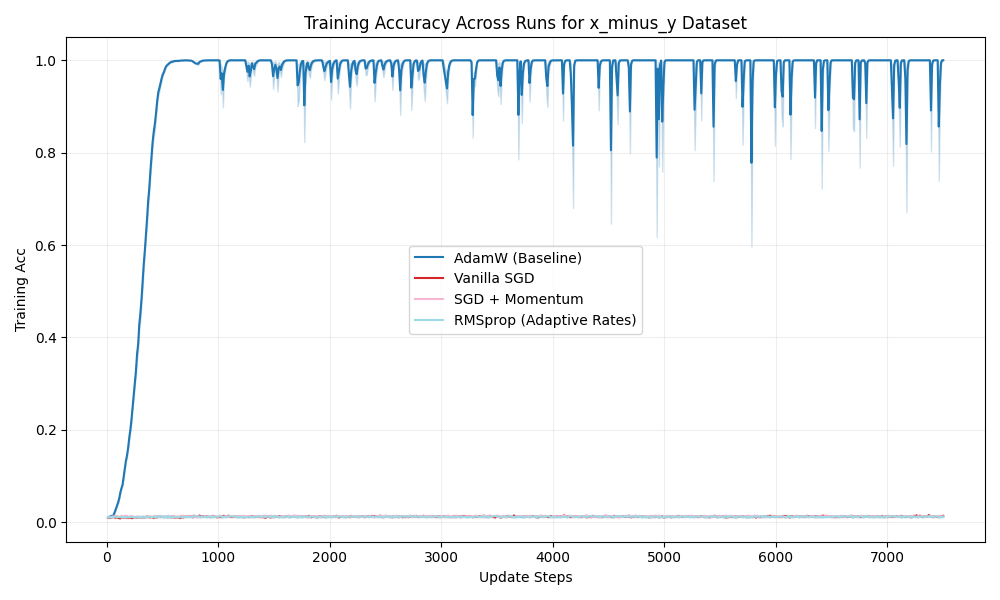 Training Accuracy Across Runs for x_minus_y Dataset
Training Acc
1.0
0.8
0.6
0.4
0.2
0.0
AdamW (Baseline)
Vanilla SGD
SGD + Momentum
RMSprop (Adaptive Rates)
0 1000 2000 3000 4000 5000 6000 7000
Update Steps